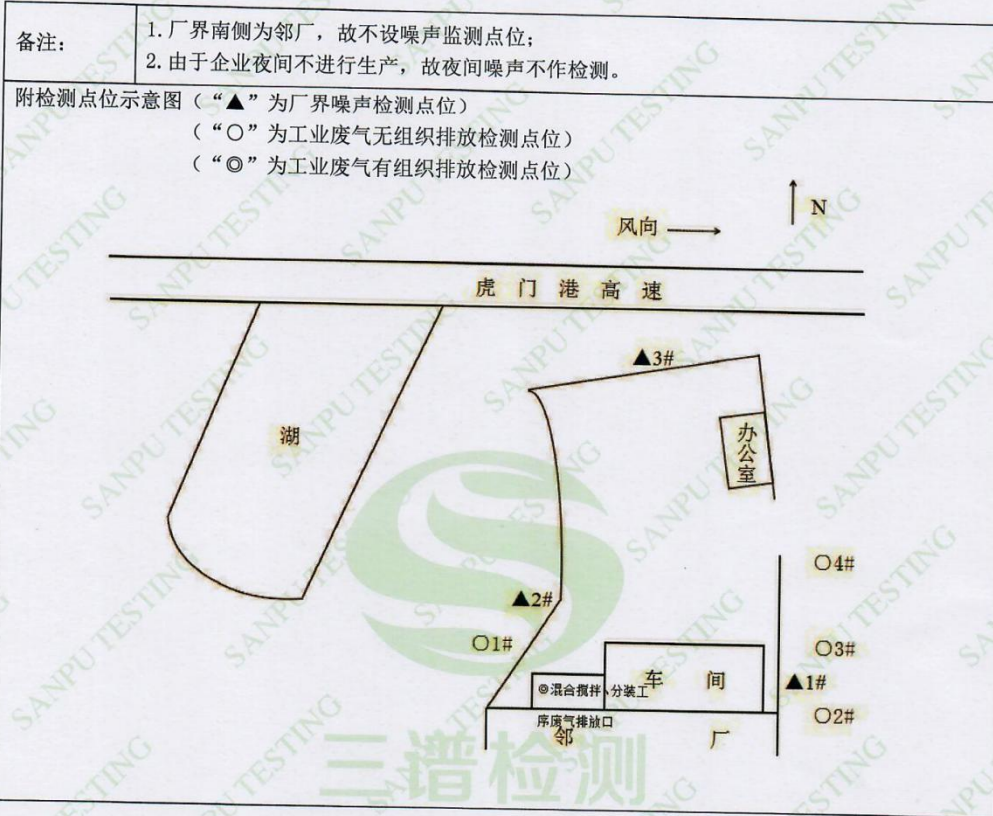 备注：
1.厂界南侧为邻厂，故不设噪声监测点位；
2.由于企业夜间不进行生产，故夜间噪声不作检测。
附检测点位示意图（“▲”为厂界噪声检测点位）
（“○”为工业废气无组织排放检测点位）
（“◎”为工业废气有组织排放检测点位）
N
风向
虎门港高速
▲3#
湖
办公室
○4#
▲2#
○1#
○3#
车间
▲1#
◎混合搅拌、分装工
序废气排放口
○2#
邻厂
三谱检测
SANPU TESTING